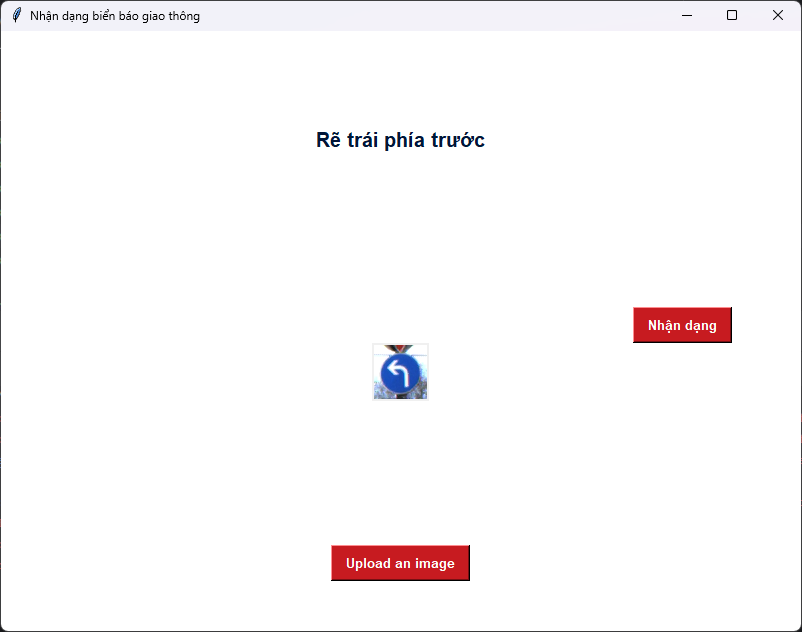 Nhận dạng biển báo giao thông
Rẽ trái phía trước
Nhận dạng
Upload an image